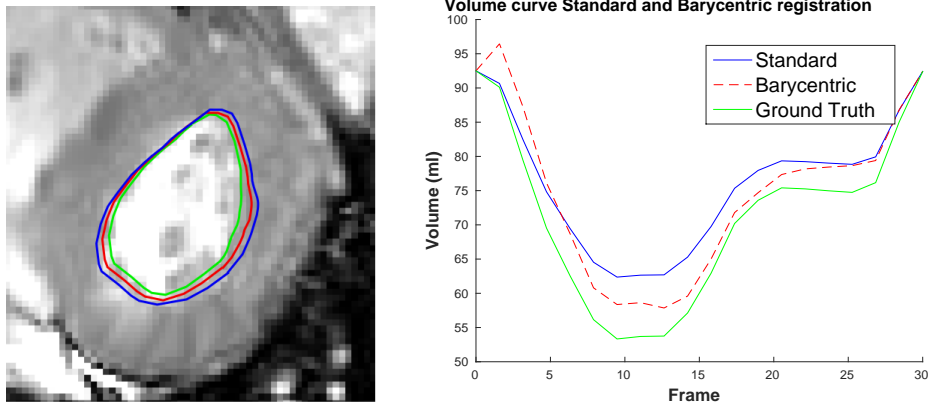 Volume curve Standard and Barycentric registration
100
95
90
85
80
75
70
65
60
55
50
Volume (ml)
Standard
Barycentric
Ground Truth
0 5 10 15 20 25 30
Frame